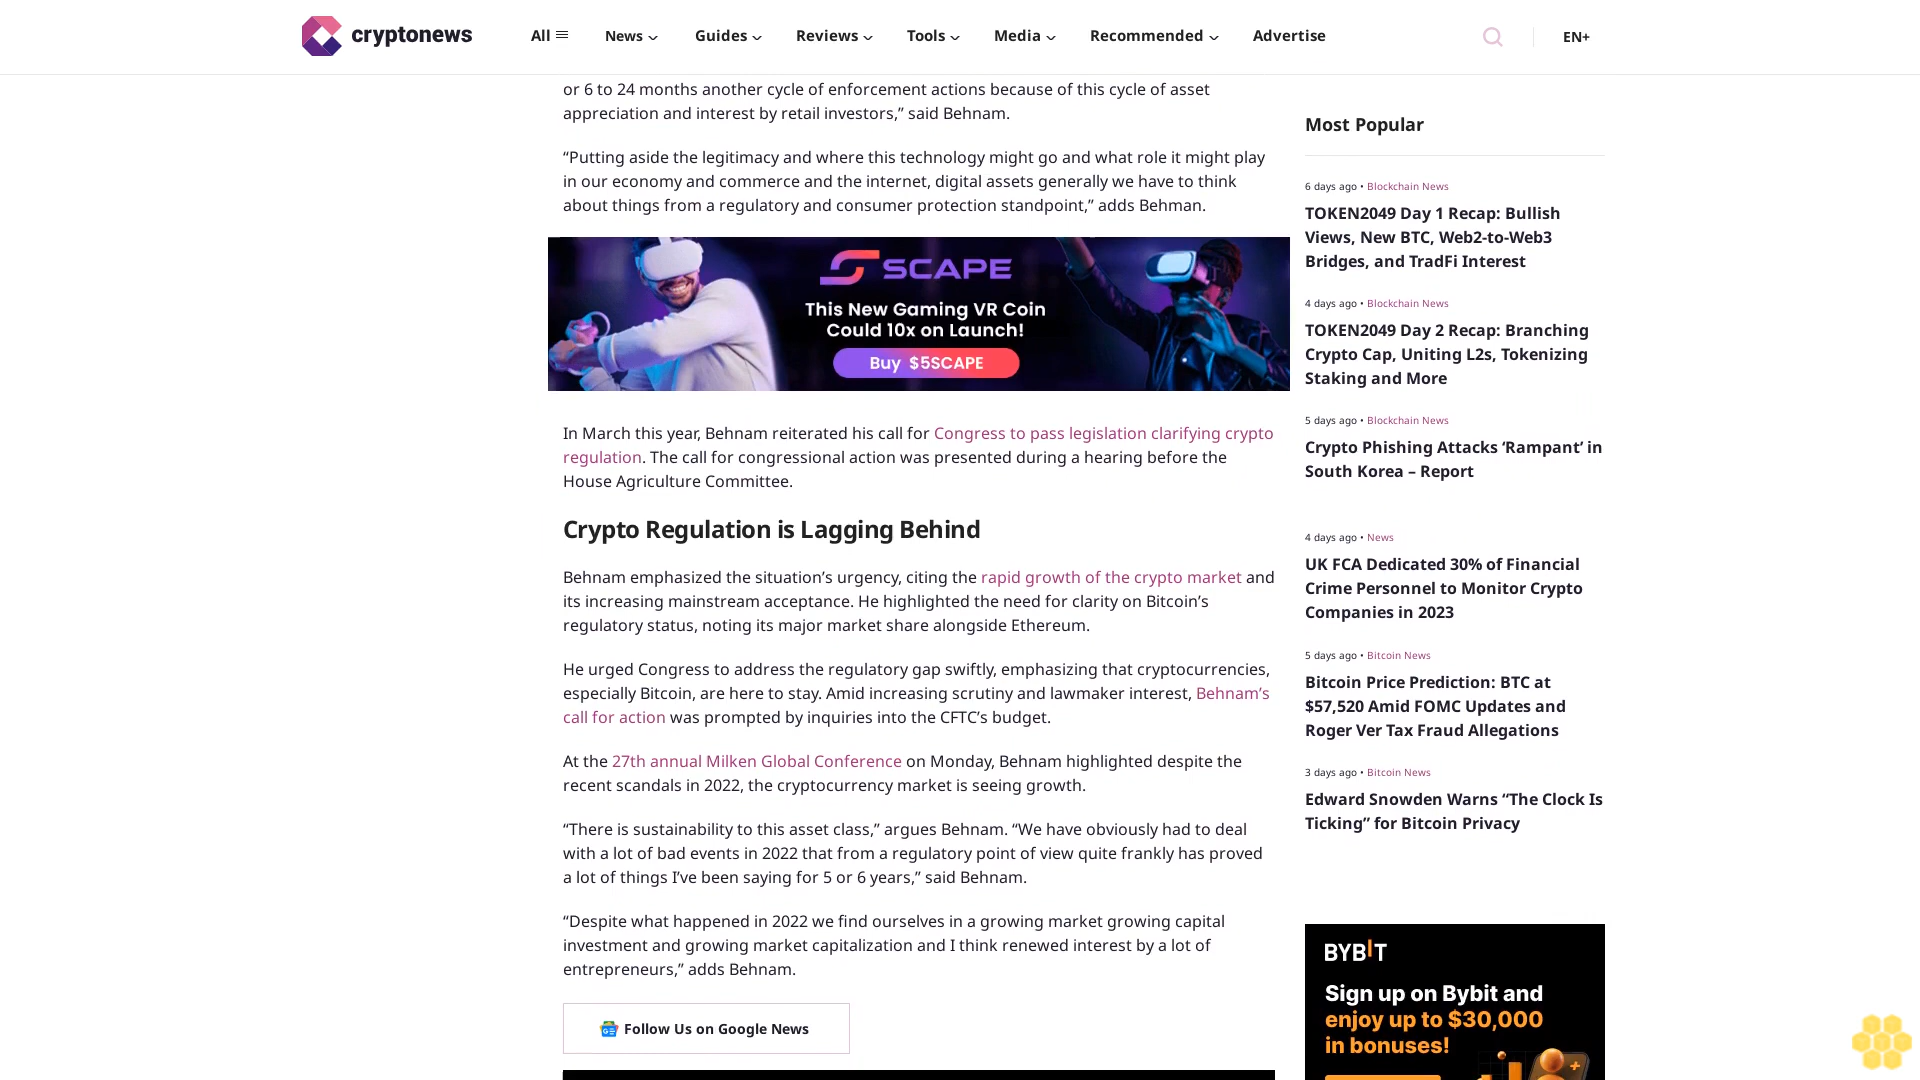 cryptonews
All
News
Guides
Reviews
Tools
Media
Recommended
Advertise
EN+
or 6 to 24 months another cycle of enforcement actions because of this cycle of asset
appreciation and interest by retail investors,” said Behnam.
“Putting aside the legitimacy and where this technology might go and what role it might play
in our economy and commerce and the internet, digital assets generally we have to think
about things from a regulatory and consumer protection standpoint,” adds Behman.
5SCAPE
This New Gaming VR Coin
Could 10x on Launch!
Buy $5SCAPE
In March this year, Behnam reiterated his call for Congress to pass legislation clarifying crypto
regulation. The call for congressional action was presented during a hearing before the
House Agriculture Committee.
Crypto Regulation is Lagging Behind
Behnam emphasized the situation’s urgency, citing the rapid growth of the crypto market and
its increasing mainstream acceptance. He highlighted the need for clarity on Bitcoin’s
regulatory status, noting its major market share alongside Ethereum.
He urged Congress to address the regulatory gap swiftly, emphasizing that cryptocurrencies,
especially Bitcoin, are here to stay. Amid increasing scrutiny and lawmaker interest, Behnam’s
call for action was prompted by inquiries into the CFTC’s budget.
At the 27th annual Milken Global Conference on Monday, Behnam highlighted despite the
recent scandals in 2022, the cryptocurrency market is seeing growth.
“There is sustainability to this asset class,” argues Behnam. “We have obviously had to deal
with a lot of bad events in 2022 that from a regulatory point of view quite frankly has proved
a lot of things I’ve been saying for 5 or 6 years,” said Behnam.
“Despite what happened in 2022 we find ourselves in a growing market growing capital
investment and growing market capitalization and I think renewed interest by a lot of
entrepreneurs,” adds Behnam.
Follow Us on Google News
Most Popular
6 days ago • Blockchain News
TOKEN2049 Day 1 Recap: Bullish
Views, New BTC, Web2-to-Web3
Bridges, and TradFi Interest
4 days ago • Blockchain News
TOKEN2049 Day 2 Recap: Branching
Crypto Cap, Uniting L2s, Tokenizing
Staking and More
5 days ago • Blockchain News
Crypto Phishing Attacks ‘Rampant’ in
South Korea – Report
4 days ago • News
UK FCA Dedicated 30% of Financial
Crime Personnel to Monitor Crypto
Companies in 2023
5 days ago • Bitcoin News
Bitcoin Price Prediction: BTC at
$57,520 Amid FOMC Updates and
Roger Ver Tax Fraud Allegations
3 days ago • Bitcoin News
Edward Snowden Warns “The Clock Is
Ticking” for Bitcoin Privacy
BYBIT
Sign up on Bybit and
enjoy up to $30,000
in bonuses!